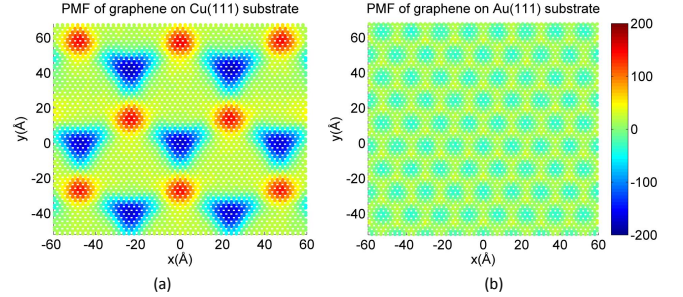 PMF of graphene on Cu(111) substrate
60
40
20
0
-20
-40
y(Å)
-60 -40 -20 0 20 40 60
x(Å)
(a)
PMF of graphene on Au(111) substrate
60
40
20
0
-20
-40
y(Å)
-60 -40 -20 0 20 40 60
x(Å)
(b)
200
100
0
-100
-200